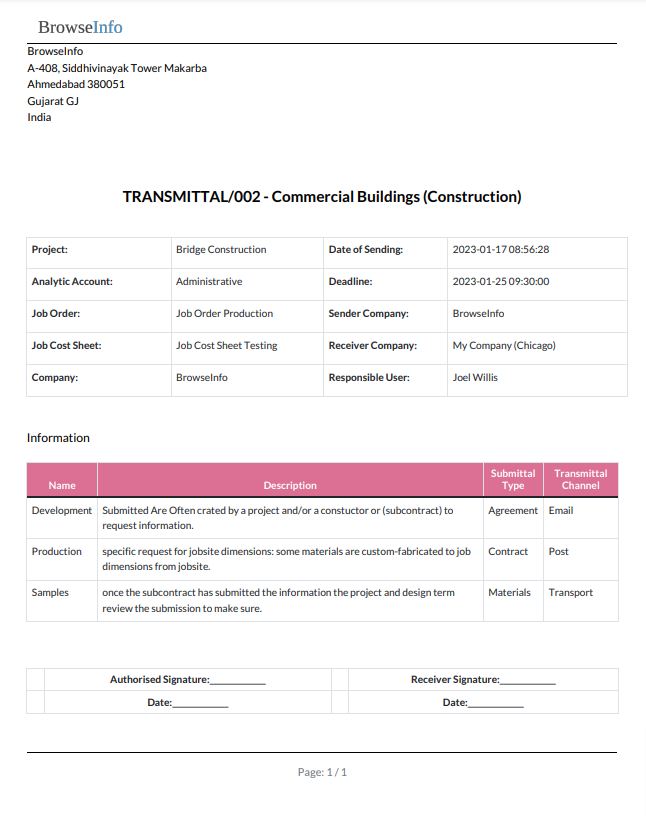 BrowseInfo
BrowseInfo
A-408, Siddhivinayak Tower Makarba
Ahmedabad 380051
Gujarat GJ
India
TRANSMITTAL/002 - Commercial Buildings (Construction)
Project: Bridge Construction Date of Sending: 2023-01-17 08:56:28
Analytic Account: Administrative Deadline: 2023-01-25 09:30:00
Job Order: Job Order Production Sender Company: BrowseInfo
Job Cost Sheet: Job Cost Sheet Testing Receiver Company: My Company (Chicago)
Company: BrowseInfo Responsible User: Joel Willis
Information
Name Description Submittal Type Transmittal Channel
Development Submitted Are Often crated by a project and/or a constuctor or (subcontract) to Agreement Email
request information.
Production specific request for jobsite dimensions: some materials are custom-fabricated to job Contract Post
dimensions from jobsite.
Samples once the subcontract has submitted the information the project and design term Materials Transport
review the submission to make sure.
Authorised Signature:___________ Receiver Signature:___________
Date:___________ Date:___________
Page: 1 / 1